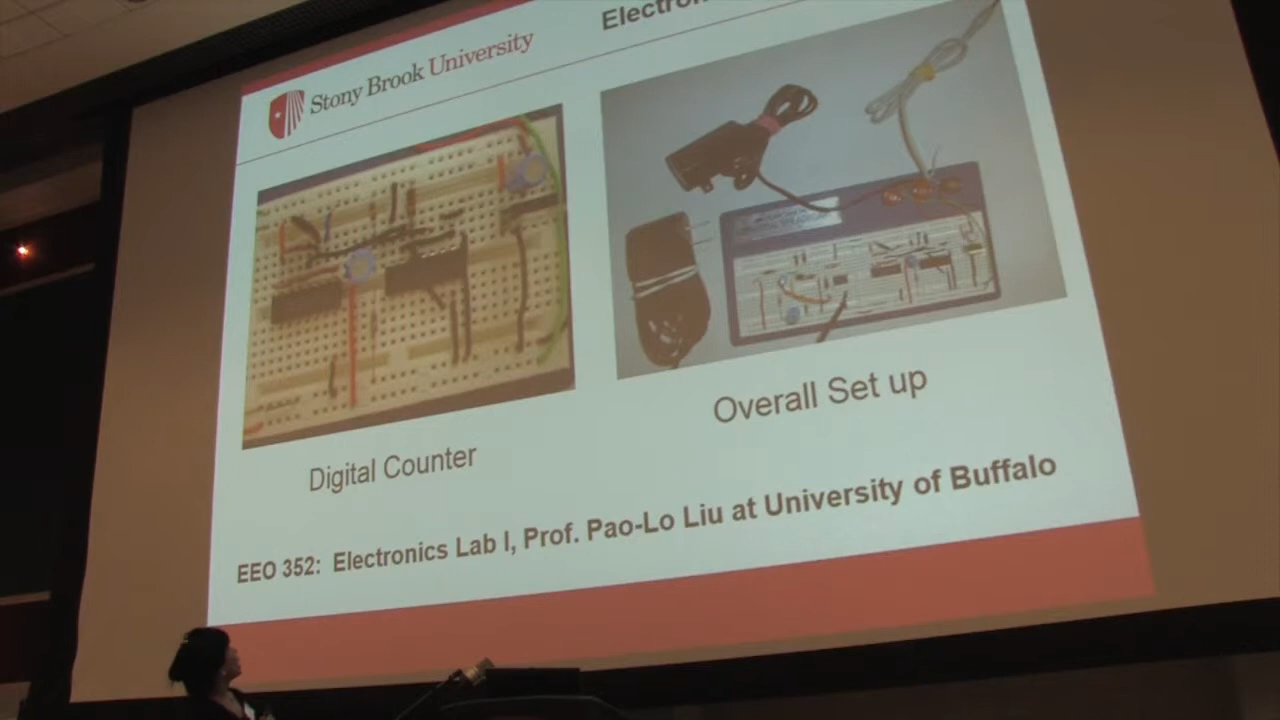 Stony Brook University
Digital Counter
Overall Set up
EEO 352: Electronics Lab I, Prof. Pao-Lo Liu at University of Buffalo